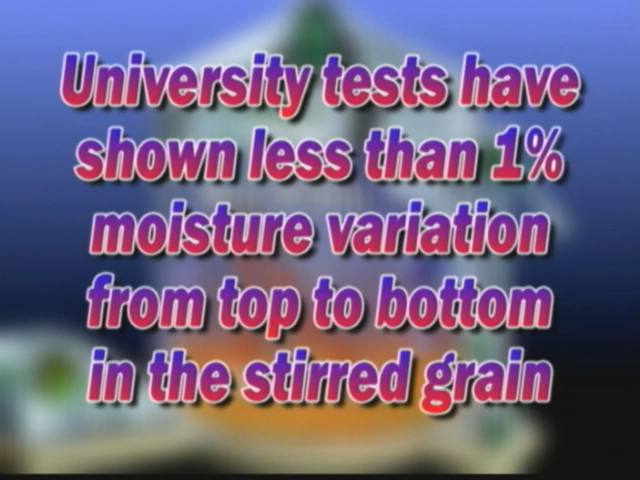 University tests have
shown less than 1%
moisture variation
from top to bottom
in the stirred grain